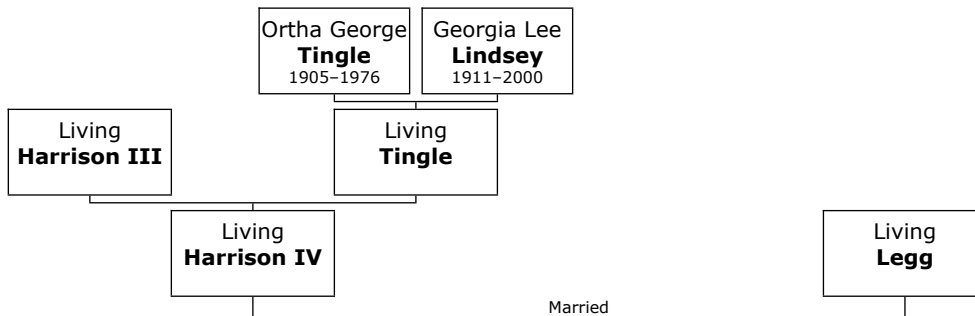 Ortha George
Tingle
1905–1976
Georgia Lee
Lindsey
1911–2000
Living
Harrison III
Living
Tingle
Living
Harrison IV
Living
Legg
Married